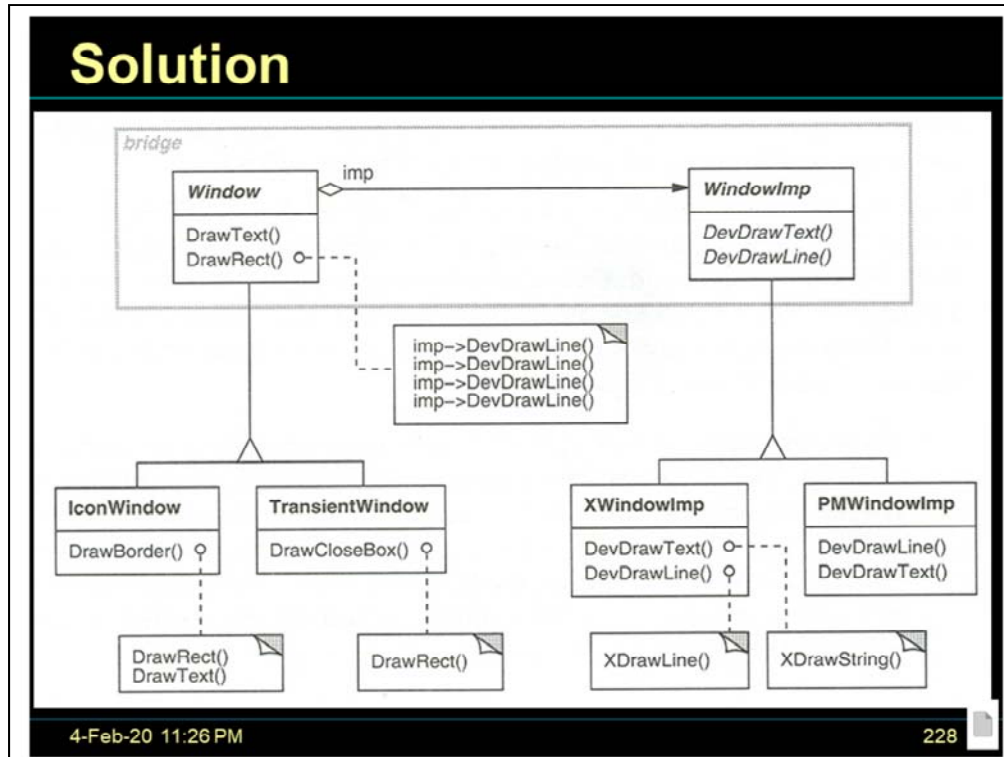 Solution
bridge
imp
Window
DrawText()
DrawRect()
WindowImp
DevDrawText()
DevDrawLine()
imp–>DevDrawLine()
imp–>DevDrawLine()
imp–>DevDrawLine()
imp–>DevDrawLine()
IconWindow
DrawBorder()
TransientWindow
DrawCloseBox()
XWindowImp
DevDrawText()
DevDrawLine()
PMWindowImp
DevDrawLine()
DevDrawText()
DrawRect()
DrawText()
DrawRect()
XDrawLine()
XDrawString()
4-Feb-20 11:26 PM
228